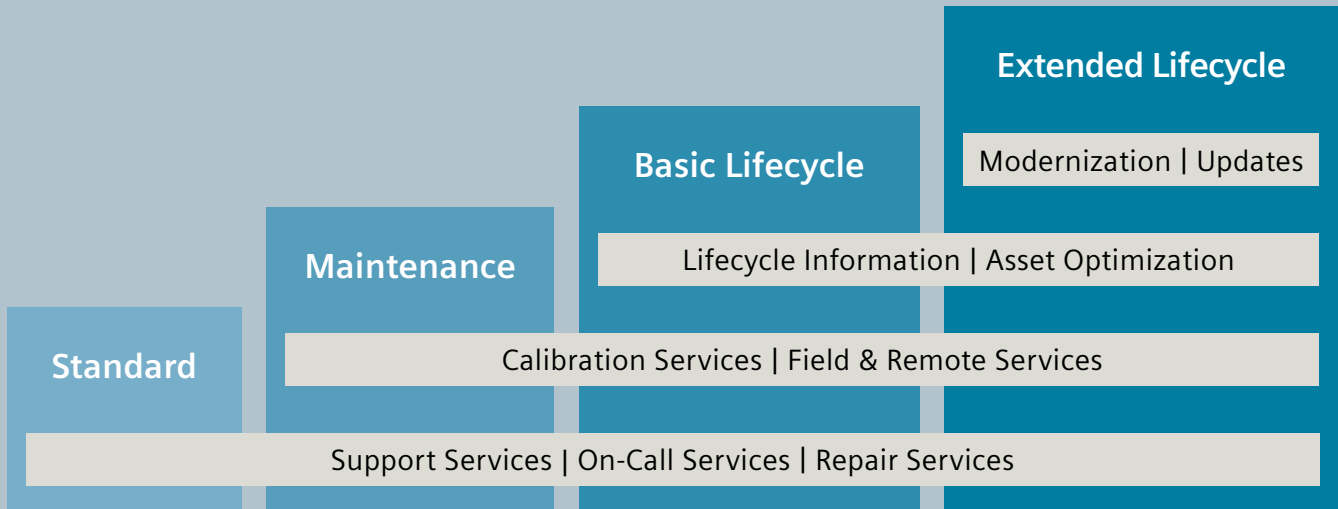 Extended Lifecycle
Modernization | Updates
Basic Lifecycle
Lifecycle Information | Asset Optimization
Maintenance
Calibration Services | Field & Remote Services
Standard
Support Services | On-Call Services | Repair Services